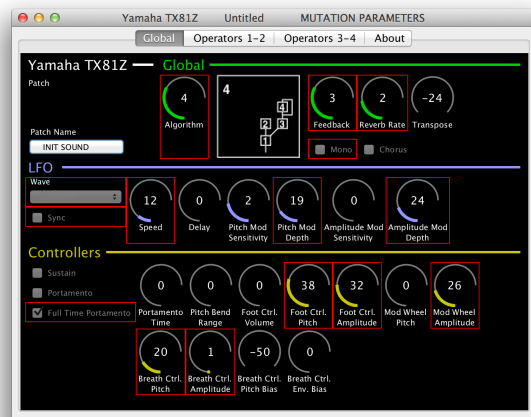 Yamaha TX81Z Untitled MUTATION PARAMETERS
Global Operators 1-2 Operators 3-4 About
Yamaha TX81Z Global
Patch
4
Algorithm
4
4
2 3
1
3
Feedback
2
Reverb Rate
-24
Transpose
Mono Chorus
Patch Name
INIT SOUND
LFO
Wave
Sync
12
Speed
0
Delay
2
Pitch Mod
Sensitivity
19
Pitch Mod
Depth
0
Amplitude Mod
Sensitivity
24
Amplitude Mod
Depth
Controllers
Sustain
Portamento
Full Time Portamento
0
Portamento
Time
0
Pitch Bend
Range
0
Foot Ctrl.
Volume
38
Foot Ctrl.
Pitch
32
Foot Ctrl.
Amplitude
0
Mod Wheel
Pitch
26
Mod Wheel
Amplitude
20
Breath Ctrl.
Pitch
1
Breath Ctrl.
Amplitude
-50
Breath Ctrl.
Pitch Bias
0
Breath Ctrl.
Env. Bias